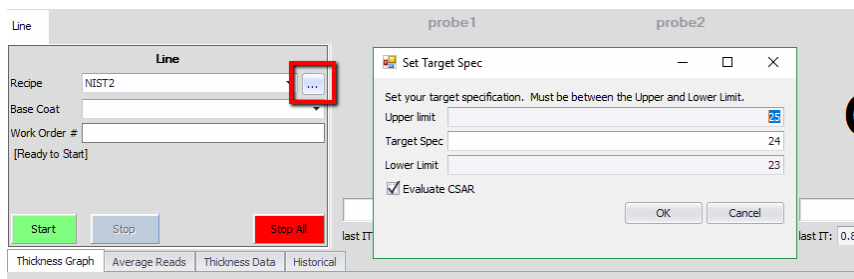 Line
probe1
probe2
Line
Recipe NIST2 ...
Base Coat
Work Order #
[Ready to Start]
Start Stop Stop All
Set Target Spec
Set your target specification. Must be between the Upper and Lower Limit.
Upper limit 25
Target Spec 24
Lower Limit 23
Evaluate CSAR
OK Cancel
last IT
last IT: 0.8
Thickness Graph Average Reads Thickness Data Historical